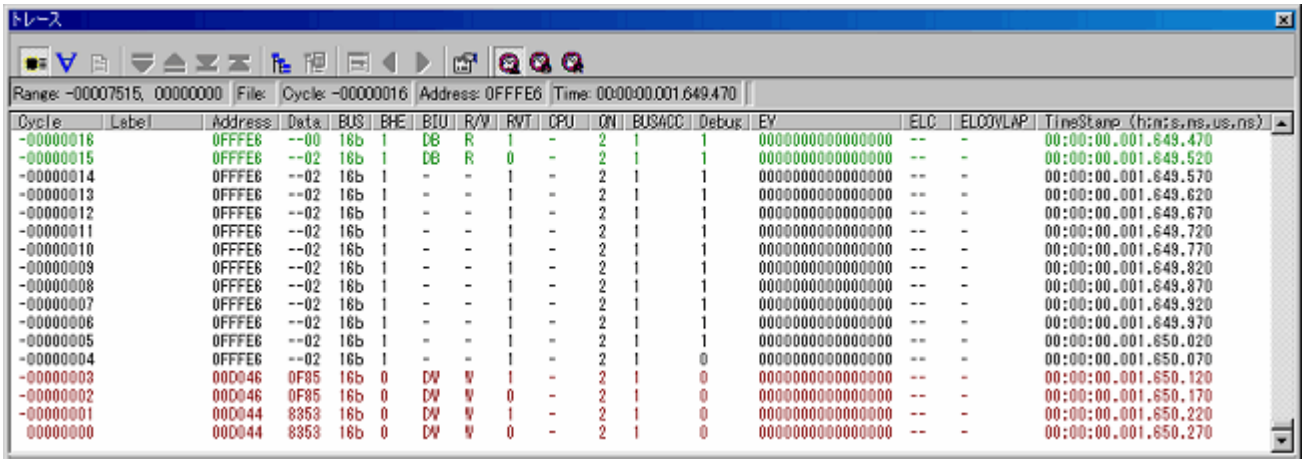 トレース
Range: -00007515, 00000000 File: Cycle: -00000016 Address: 0FFFE6 Time: 00:00:00.001.649.470
Cycle Label Address Data BUS BHE BIU R/W RWT CPU QN BUSACC Debug EV ELC ELCOVLAP TimeStamp (h:m:s.ms.us.ns)
-00000016 0FFFE6 --00 16b 1 DB R 1 - 2 1 1 0000000000000000 -- - 00:00:00.001.649.470
-00000015 0FFFE6 --02 16b 1 DB R 0 - 2 1 1 0000000000000000 -- - 00:00:00.001.649.520
-00000014 0FFFE6 --02 16b 1 - - 1 - 2 1 1 0000000000000000 -- - 00:00:00.001.649.570
-00000013 0FFFE6 --02 16b 1 - - 1 - 2 1 1 0000000000000000 -- - 00:00:00.001.649.620
-00000012 0FFFE6 --02 16b 1 - - 1 - 2 1 1 0000000000000000 -- - 00:00:00.001.649.670
-00000011 0FFFE6 --02 16b 1 - - 1 - 2 1 1 0000000000000000 -- - 00:00:00.001.649.720
-00000010 0FFFE6 --02 16b 1 - - 1 - 2 1 1 0000000000000000 -- - 00:00:00.001.649.770
-00000009 0FFFE6 --02 16b 1 - - 1 - 2 1 1 0000000000000000 -- - 00:00:00.001.649.820
-00000008 0FFFE6 --02 16b 1 - - 1 - 2 1 1 0000000000000000 -- - 00:00:00.001.649.870
-00000007 0FFFE6 --02 16b 1 - - 1 - 2 1 1 0000000000000000 -- - 00:00:00.001.649.920
-00000006 0FFFE6 --02 16b 1 - - 1 - 2 1 1 0000000000000000 -- - 00:00:00.001.649.970
-00000005 0FFFE6 --02 16b 1 - - 1 - 2 1 1 0000000000000000 -- - 00:00:00.001.650.020
-00000004 0FFFE6 --02 16b 1 - - 1 - 2 1 0 0000000000000000 -- - 00:00:00.001.650.070
-00000003 00D046 0F85 16b 0 DW W 1 - 2 1 0 0000000000000000 -- - 00:00:00.001.650.120
-00000002 00D046 0F85 16b 0 DW W 0 - 2 1 0 0000000000000000 -- - 00:00:00.001.650.170
-00000001 00D044 8353 16b 0 DW W 1 - 2 1 0 0000000000000000 -- - 00:00:00.001.650.220
00000000 00D044 8353 16b 0 DW W 0 - 2 1 0 0000000000000000 -- - 00:00:00.001.650.270